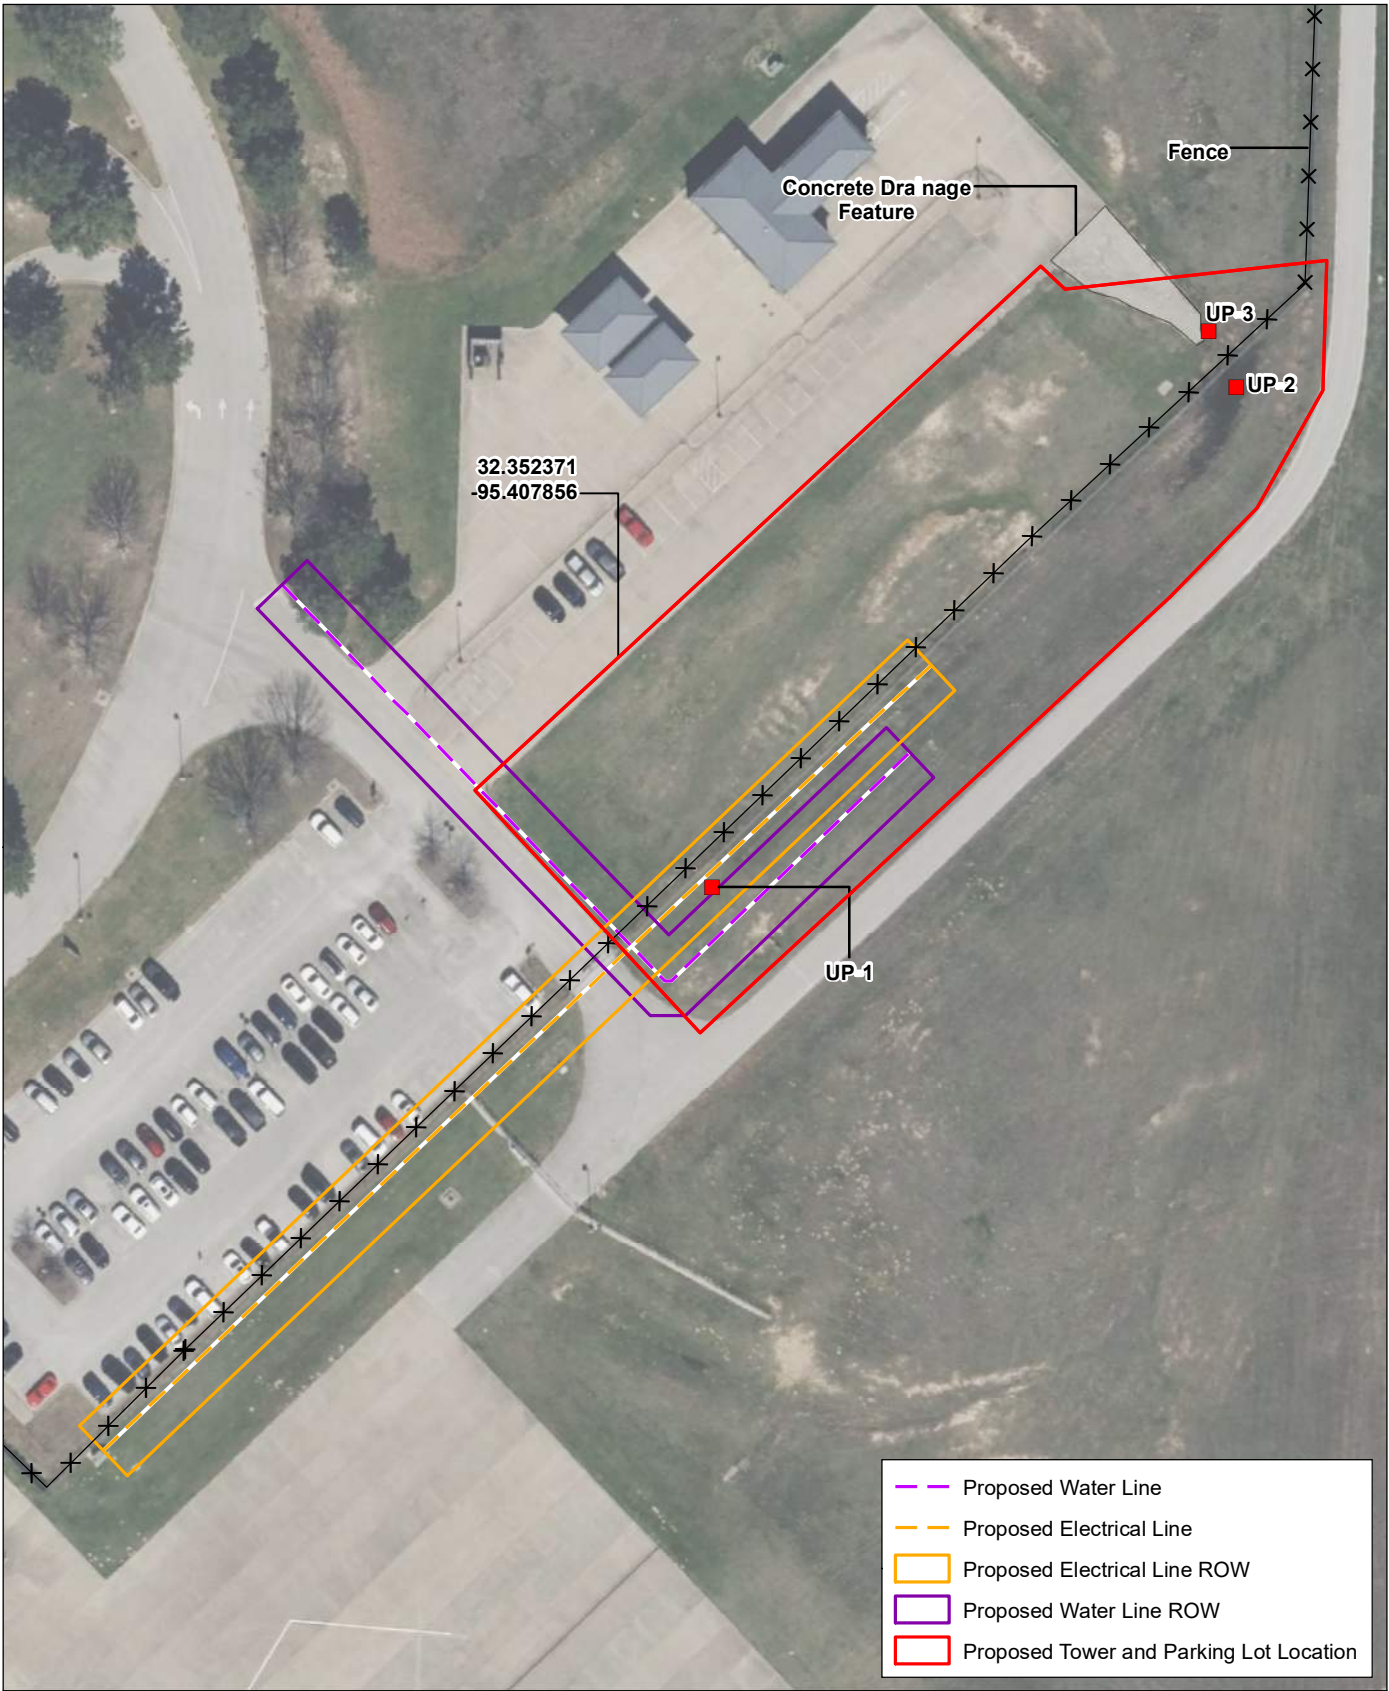 Fence
Concrete Dra nage
Feature
UP-3
UP-2
32.352371
-95.407856
UP-1
Proposed Water Line
Proposed Electrical Line
Proposed Electrical Line ROW
Proposed Water Line ROW
Proposed Tower and Parking Lot Location